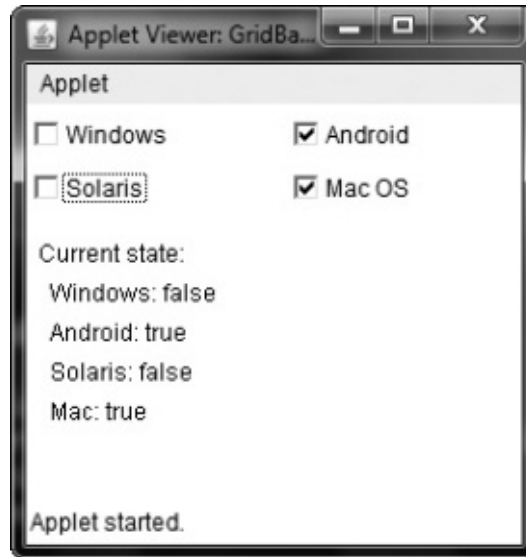 Applet Viewer: GridBa...
Applet
Windows Android
Solaris Mac OS
Current state:
Windows: false
Android: true
Solaris: false
Mac: true
Applet started.